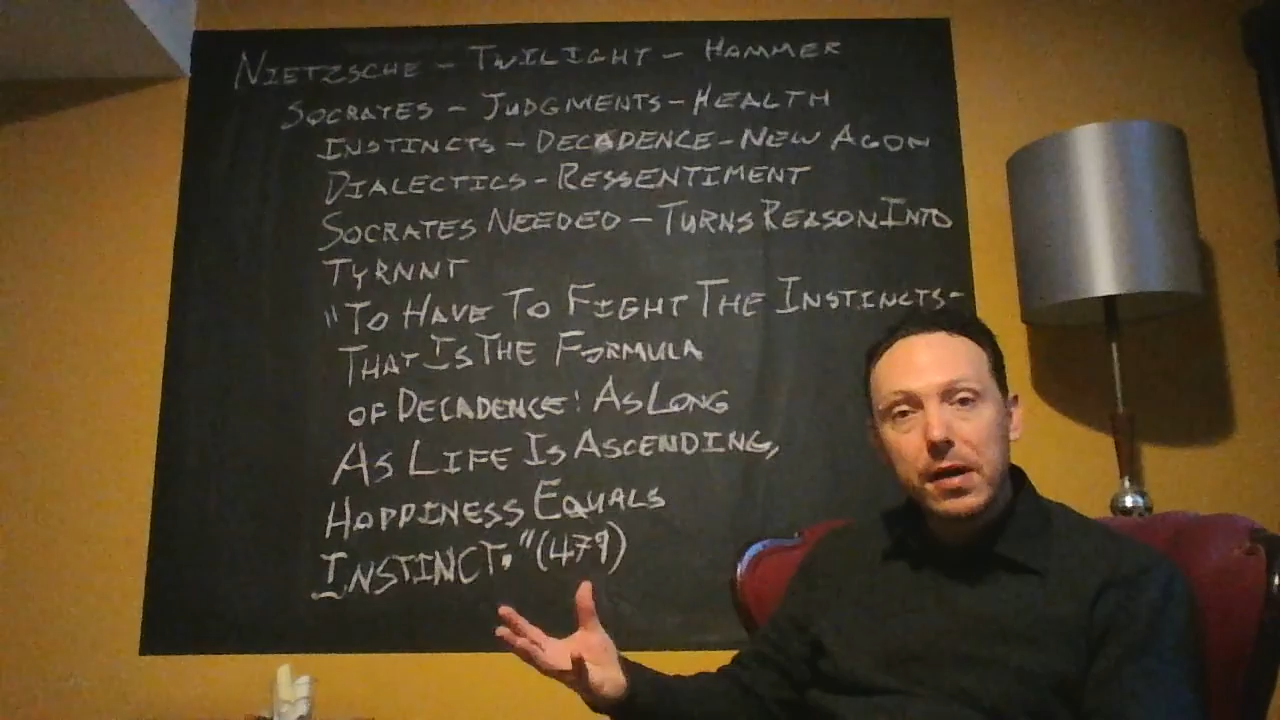 NIETZSCHE - TWILIGHT - HAMMER
SOCRATES - JUDGMENTS - HEALTH
INSTINCTS - DECADENCE - NEW AGON
DIALECTICS - RESSENTIMENT
SOCRATES NEEDED - TURNS REASON INTO
TYRNNT
"TO HAVE TO FIGHT THE INSTINCTS-
THAT IS THE FORMULA
OF DECADENCE: AS LONG
AS LIFE IS ASCENDING,
HAPPINESS EQUALS
INSTINCT." (479)